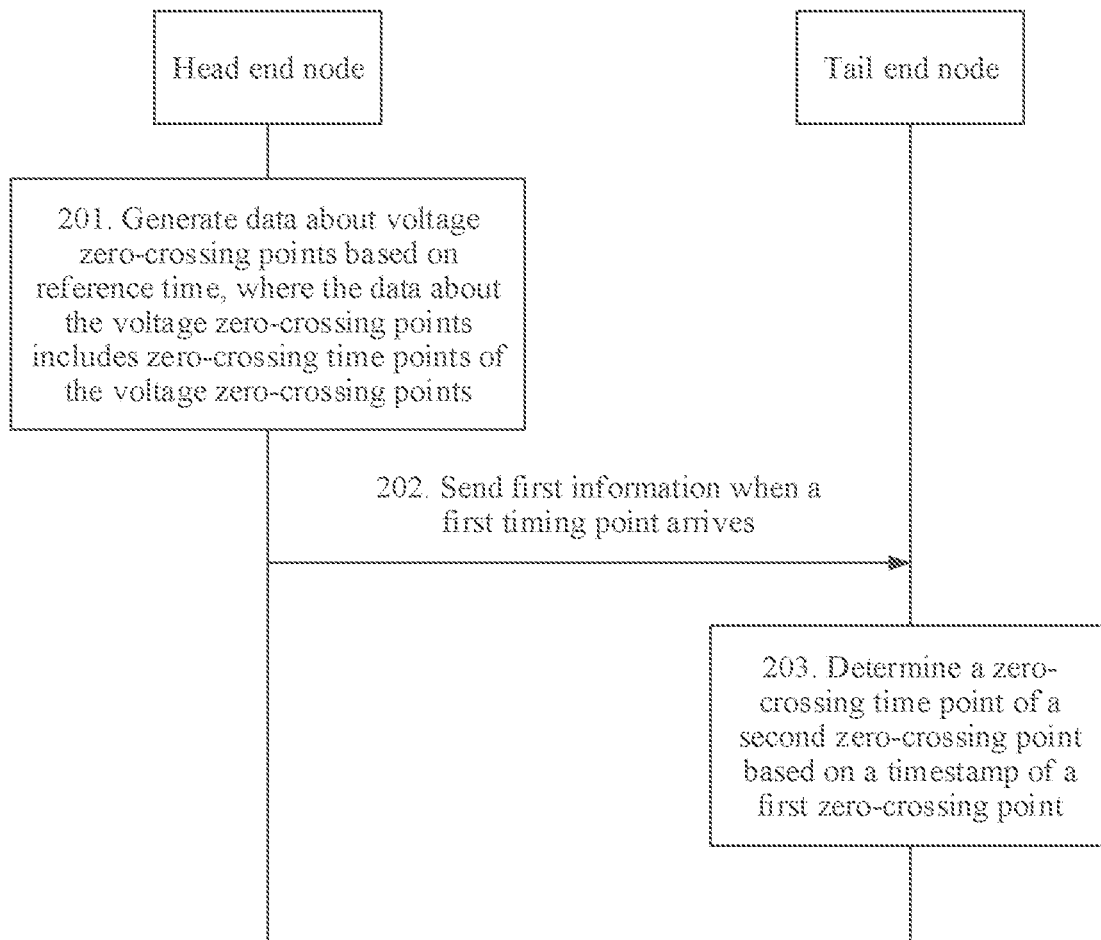 Head end node
Tail end node
201. Generate data about voltage
zero-crossing points based on
reference time, where the data about
the voltage zero-crossing points
includes zero-crossing time points of
the voltage zero-crossing points
202. Send first information when a
first timing point arrives
203. Determine a zero-
crossing time point of a
second zero-crossing point
based on a timestamp of a
first zero-crossing point